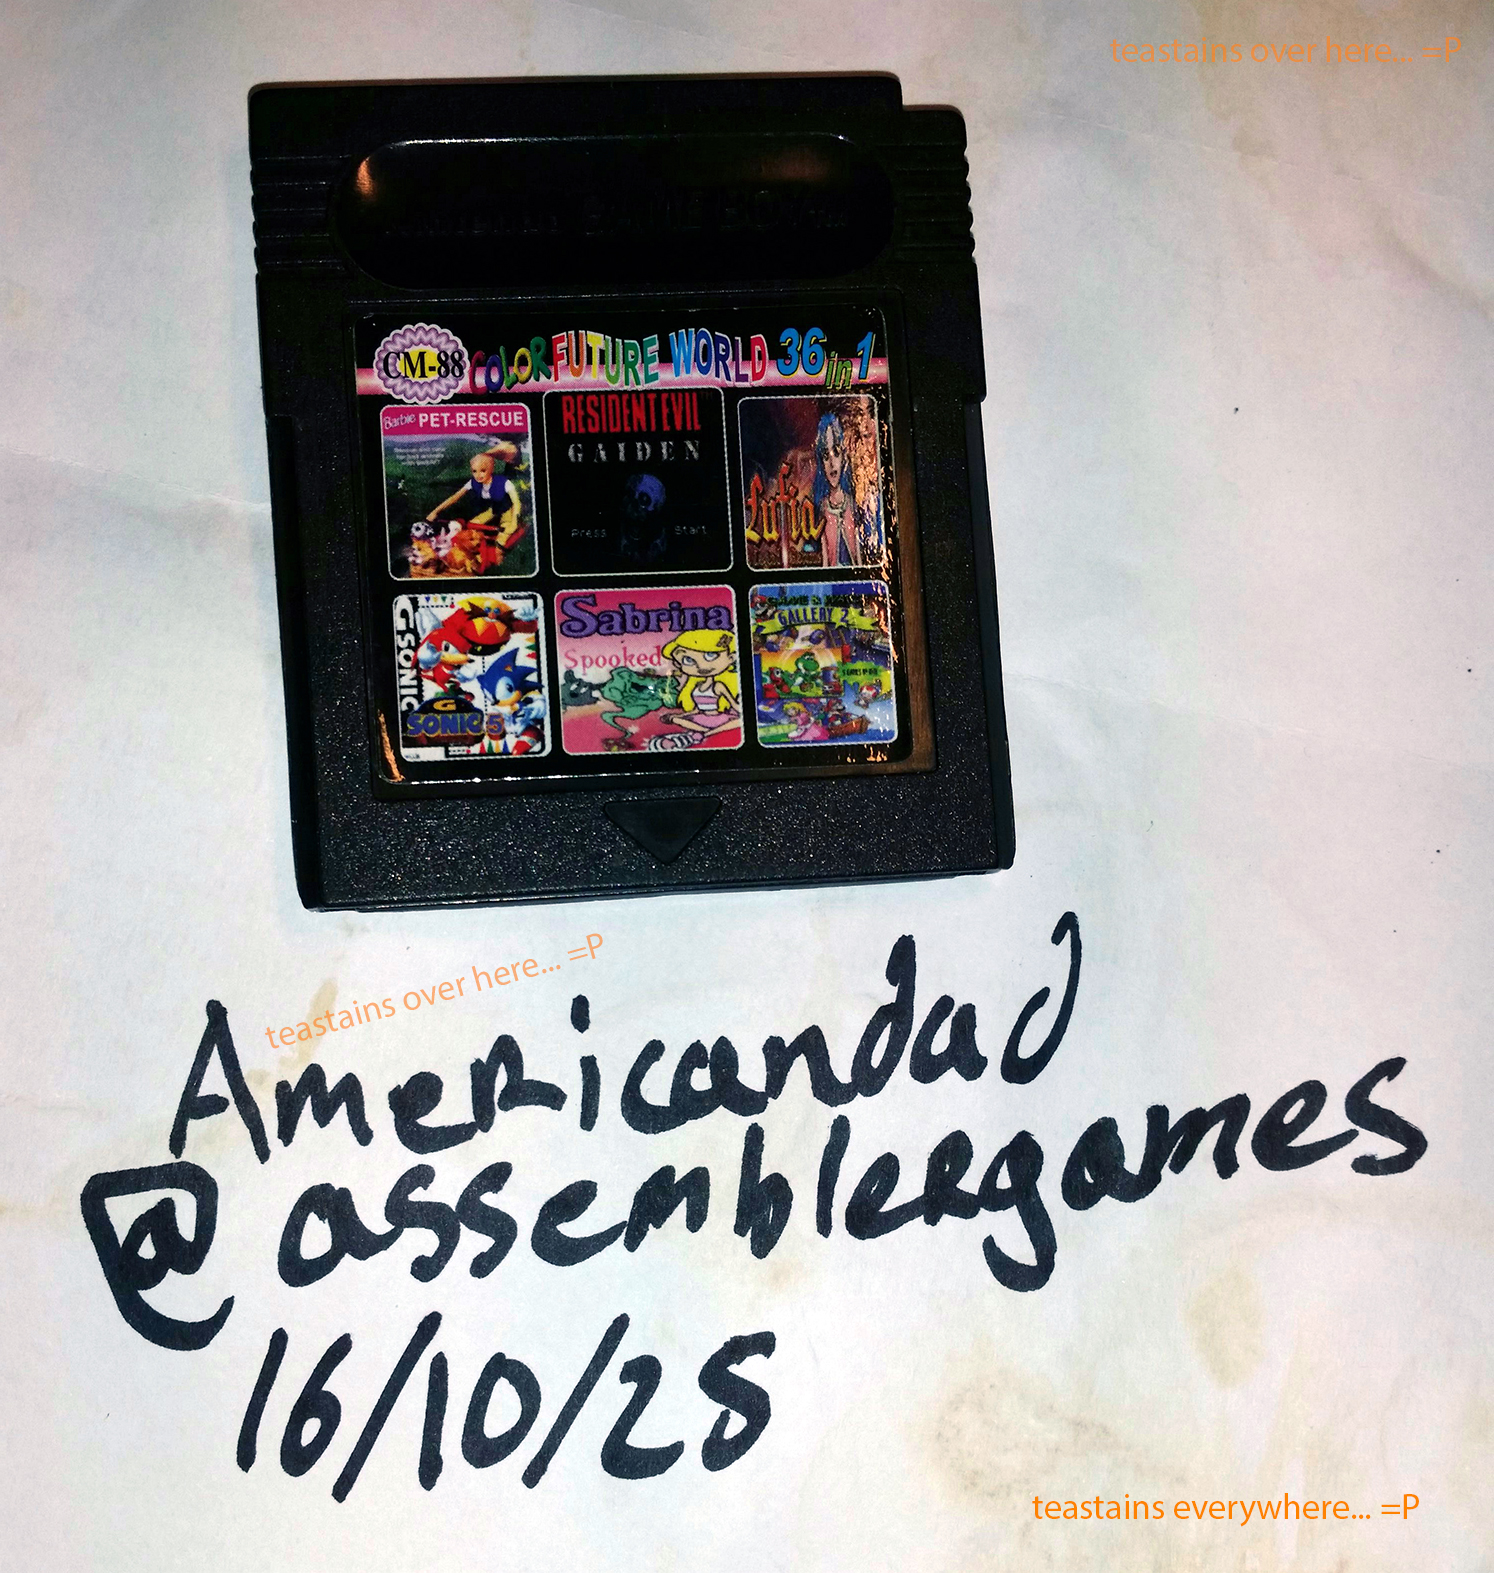 teastains over here... =P
CM-88 COLOR FUTURE WORLD 36 in 1
Barbie PET-RESCUE
RESIDENT EVIL
GAIDEN
Press Start
Lufia
G SONIC
G
SONIC 5
Sabrina
Spooked
GALLERY 2
teastains over here... =P
Americandad
@assemblergames
16/10/25
teastains everywhere... =P